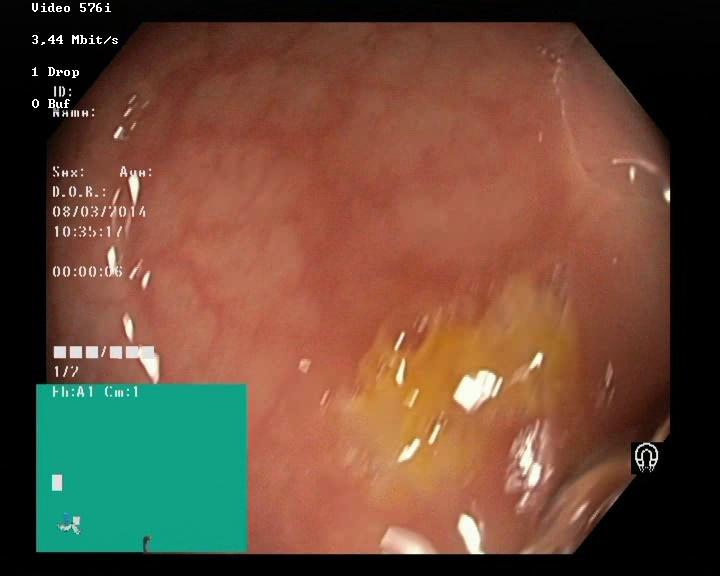 Video 576i
3,44 Mbit/s
1 Drop
ID:
0 Buf
Name:
Sex: Age:
D.O.B.:
08/03/2014
10:35:17
00:00:06
1/2
Ph:A1 Cm:1